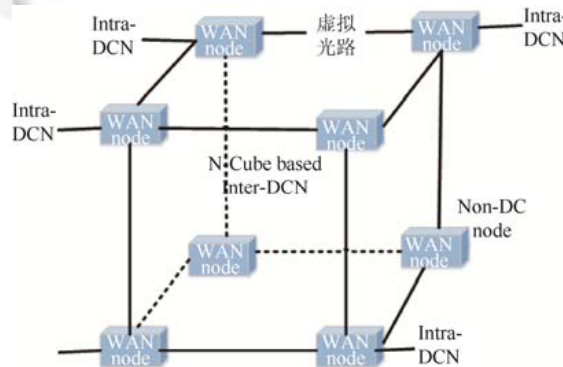 Intra-
DCN
WAN
node
虚拟
光路
WAN
node
Intra-
DCN
Intra-
DCN
WAN
node
WAN
node
N-Cube based
Inter-DCN
Non-DC
node
WAN
node
WAN
node
WAN
node
WAN
node
Intra-
DCN